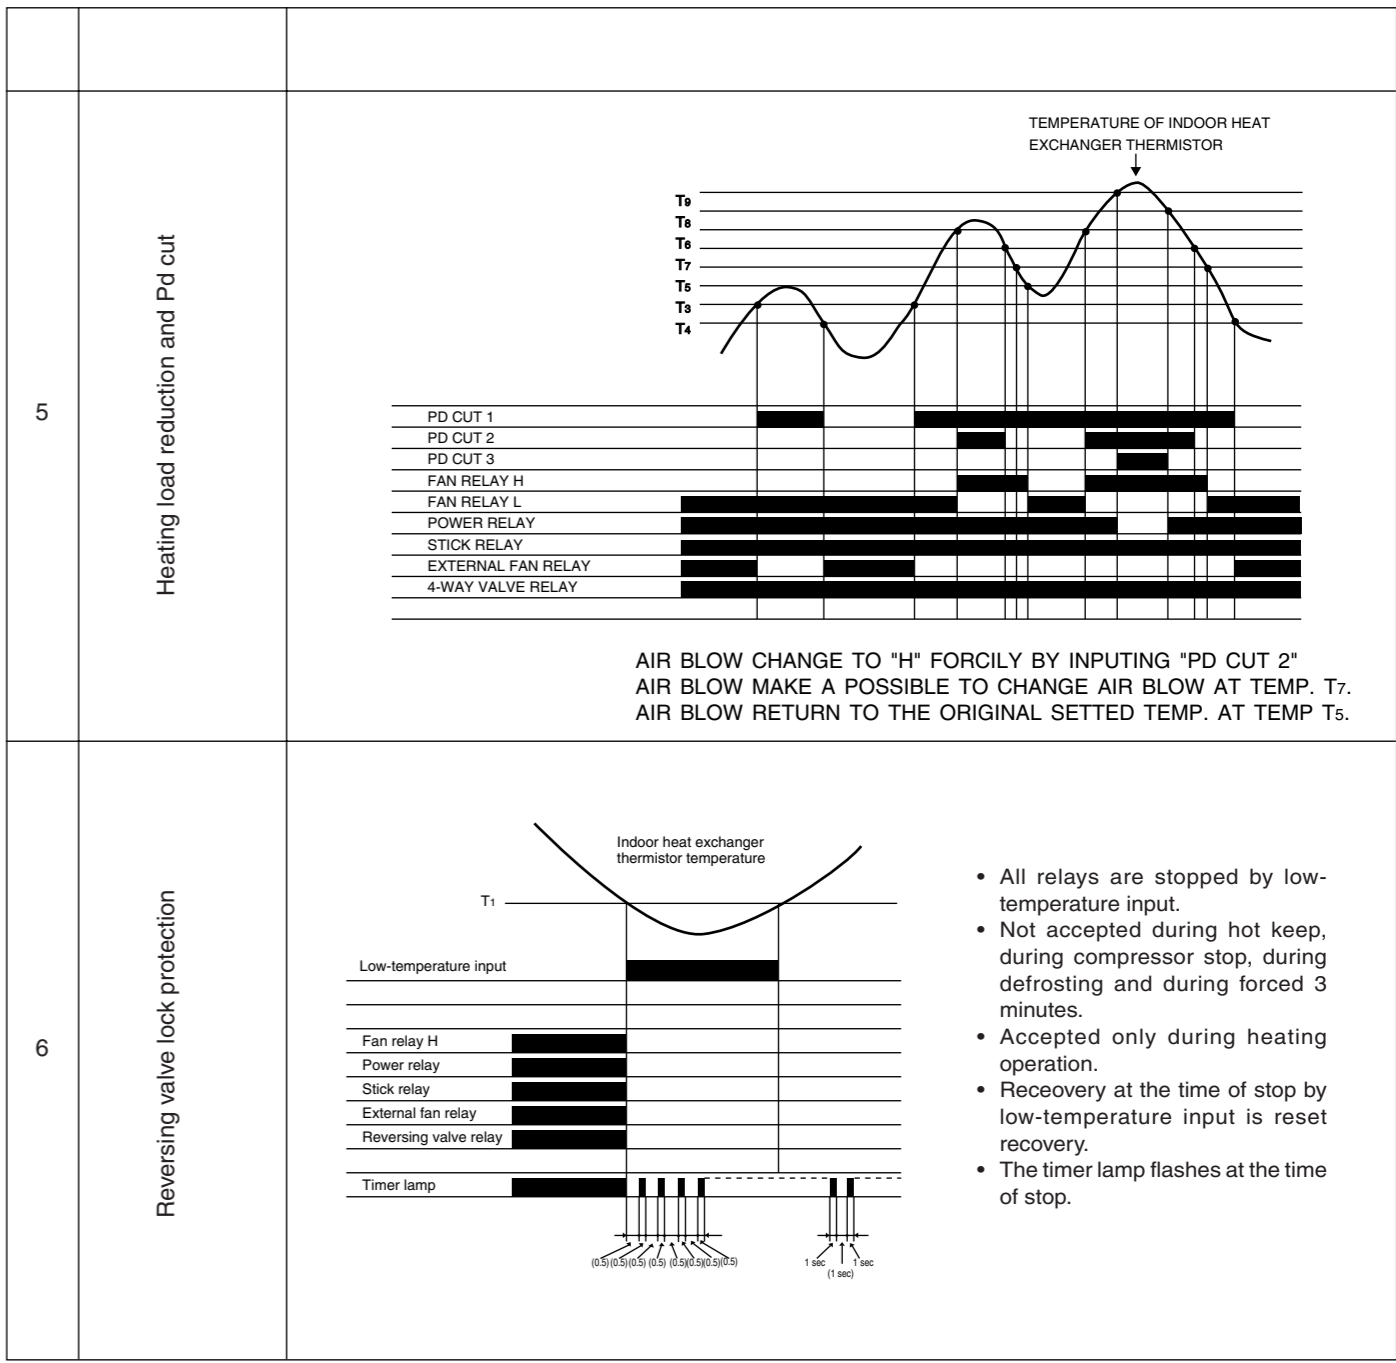 5
Heating load reduction and Pd cut
TEMPERATURE OF INDOOR HEAT
EXCHANGER THERMISTOR
T9
T8
T6
T7
T5
T3
T4
PD CUT 1
PD CUT 2
PD CUT 3
FAN RELAY H
FAN RELAY L
POWER RELAY
STICK RELAY
EXTERNAL FAN RELAY
4-WAY VALVE RELAY
AIR BLOW CHANGE TO "H" FORCILY BY INPUTING "PD CUT 2"
AIR BLOW MAKE A POSSIBLE TO CHANGE AIR BLOW AT TEMP. T7.
AIR BLOW RETURN TO THE ORIGINAL SETTED TEMP. AT TEMP T5.
6
Reversing valve lock protection
Indoor heat exchanger
thermistor temperature
T1
Low-temperature input
Fan relay H
Power relay
Stick relay
External fan relay
Reversing valve relay
Timer lamp
(0.5) (0.5) (0.5) (0.5) (0.5) (0.5) (0.5) (0.5)
1 sec 1 sec
(1 sec)
• All relays are stopped by low-
temperature input.
• Not accepted during hot keep,
during compressor stop, during
defrosting and during forced 3
minutes.
• Accepted only during heating
operation.
• Receovery at the time of stop by
low-temperature input is reset
recovery.
• The timer lamp flashes at the time
of stop.